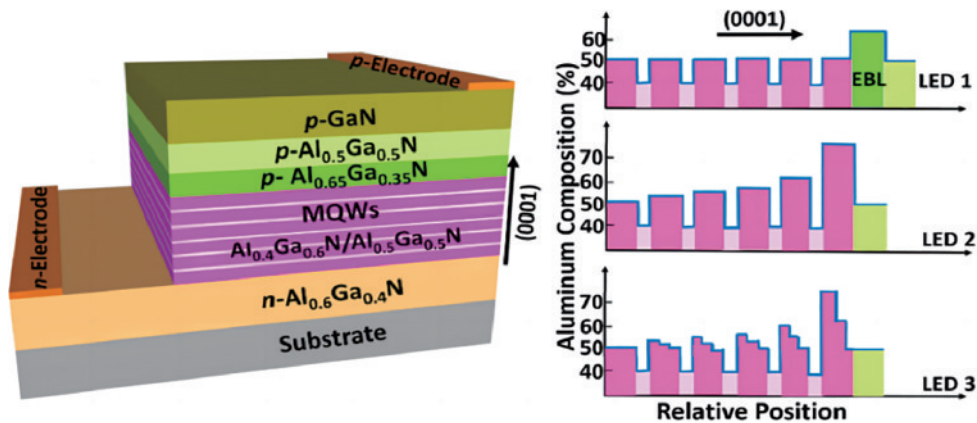 p-Electrode
p-GaN
p-Al0.5Ga0.5N
p- Al0.65Ga0.35N
MQWs
Al0.4Ga0.6N/Al0.5Ga0.5N
n-Electrode
n-Al0.6Ga0.4N
Substrate
(0001)
(0001)
60
50
40
EBL
LED 1
Aluminum Composition (%)
70
60
50
40
LED 2
70
60
50
40
LED 3
Relative Position